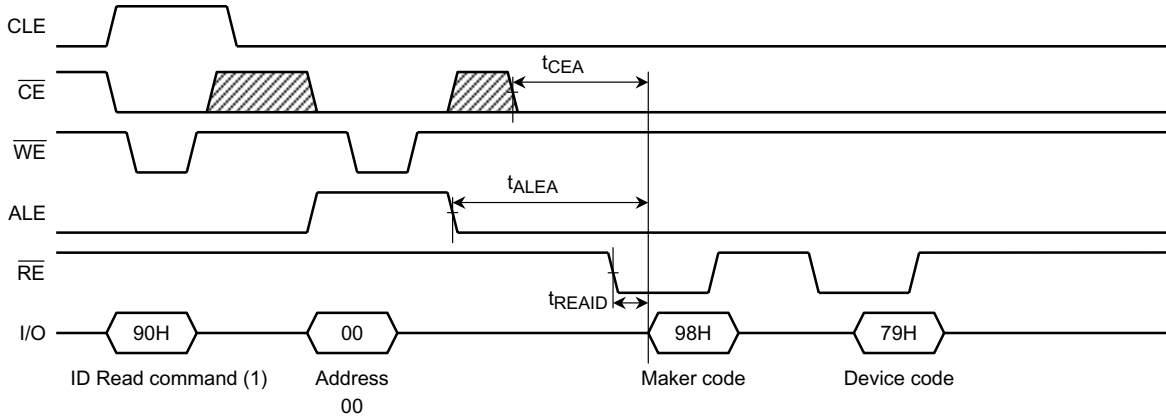 CLE
CE
tCEA
WE
tALEA
ALE
RE
tREAID
I/O
90H
00
98H
79H
ID Read command (1)
Address
00
Maker code
Device code